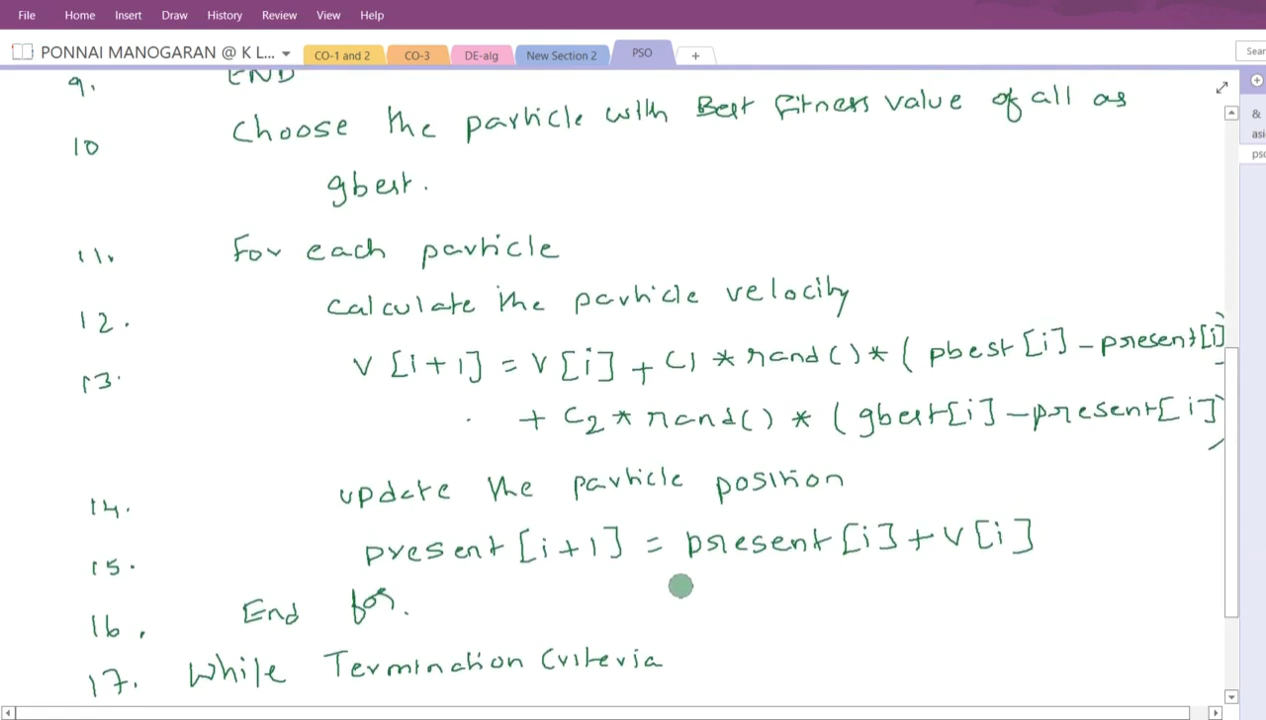 File Home Insert Draw History Review View Help
PONNAI MANOGARAN @ K L... CO-1 and 2 CO-3 DE-alg New Section 2 PSO + Sear
9. END
10 Choose the particle with Best Fitness value of all as
gbest.
11. For each particle
12. calculate the particle velocity
13. V [i+1] = V [i] + C1 * rand () * ( pbest [i] - present [i] )
+ C2 * rand () * ( gbest [i] - present [i] )
14. update the particle position
15. present [i+1] = present [i] + V [i]
16. End for.
17. While Termination Criteria
&
asi
pso